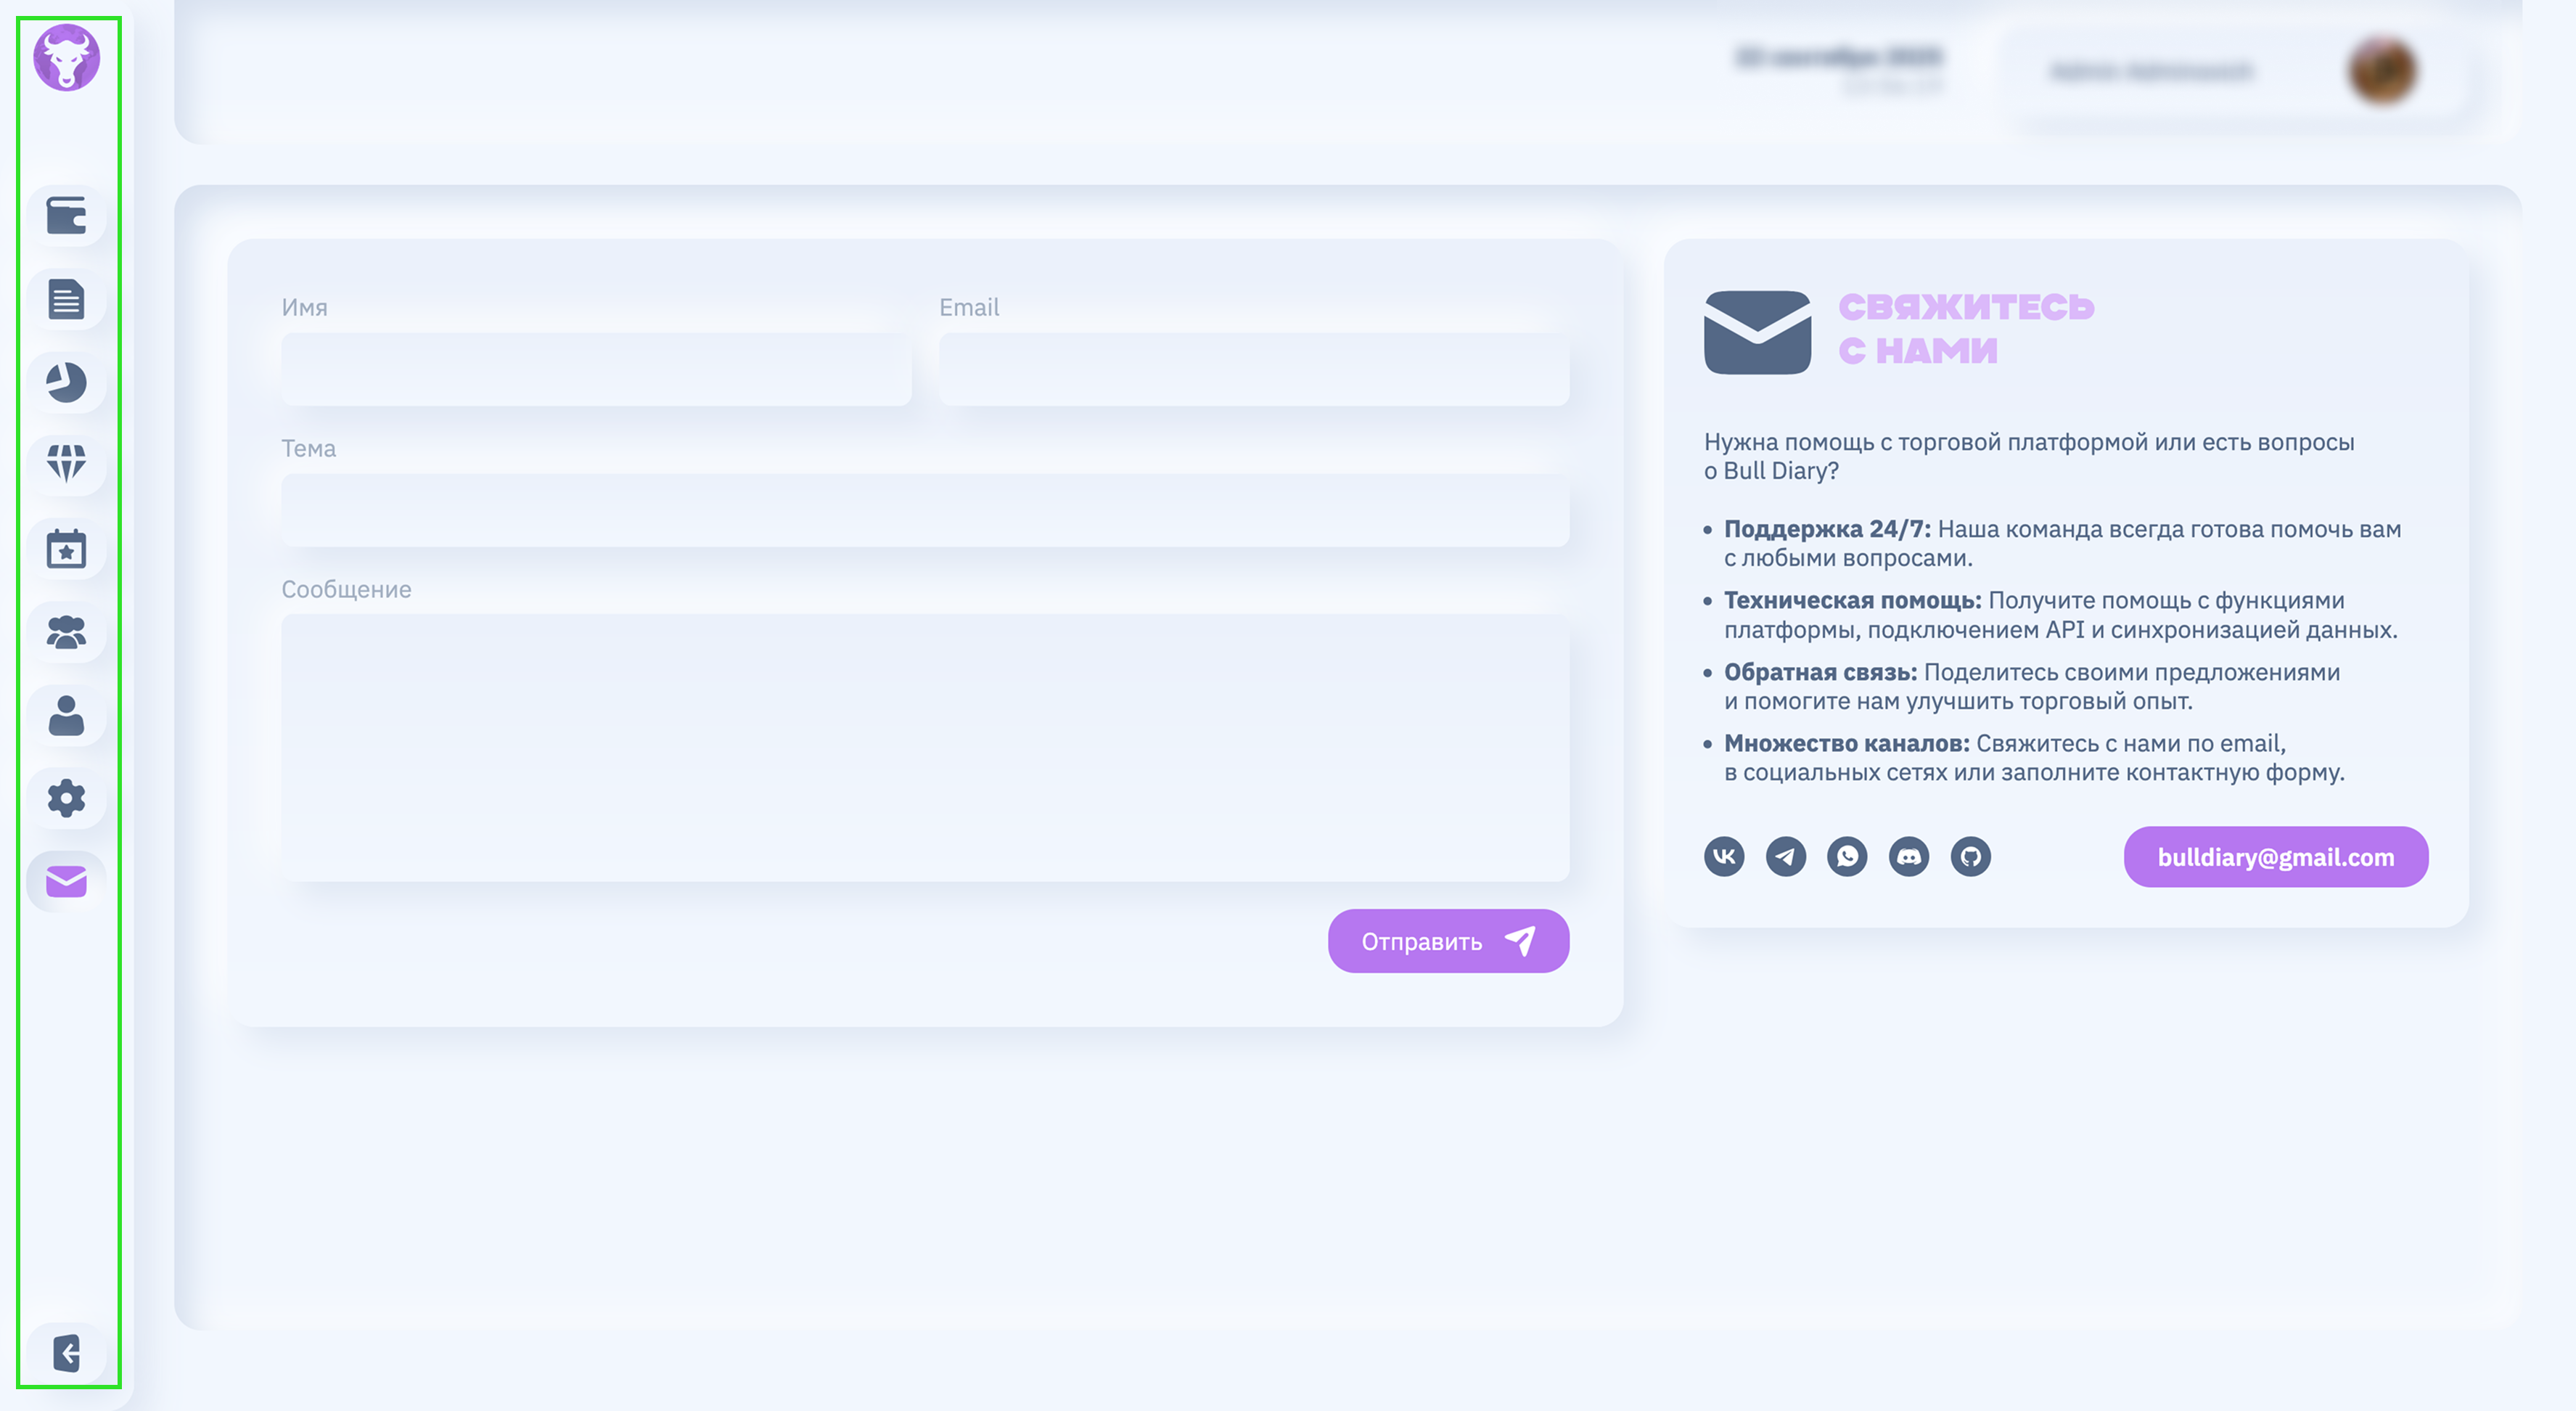 22 сентября 2025
Имя
Email
Тема
Сообщение
Отправить
СВЯЖИТЕСЬ
С НАМИ
Нужна помощь с торговой платформой или есть вопросы
о Bull Diary?
• Поддержка 24/7: Наша команда всегда готова помочь вам
с любыми вопросами.
• Техническая помощь: Получите помощь с функциями
платформы, подключением API и синхронизацией данных.
• Обратная связь: Поделитесь своими предложениями
и помогите нам улучшить торговый опыт.
• Множество каналов: Свяжитесь с нами по email,
в социальных сетях или заполните контактную форму.
bulldiary@gmail.com